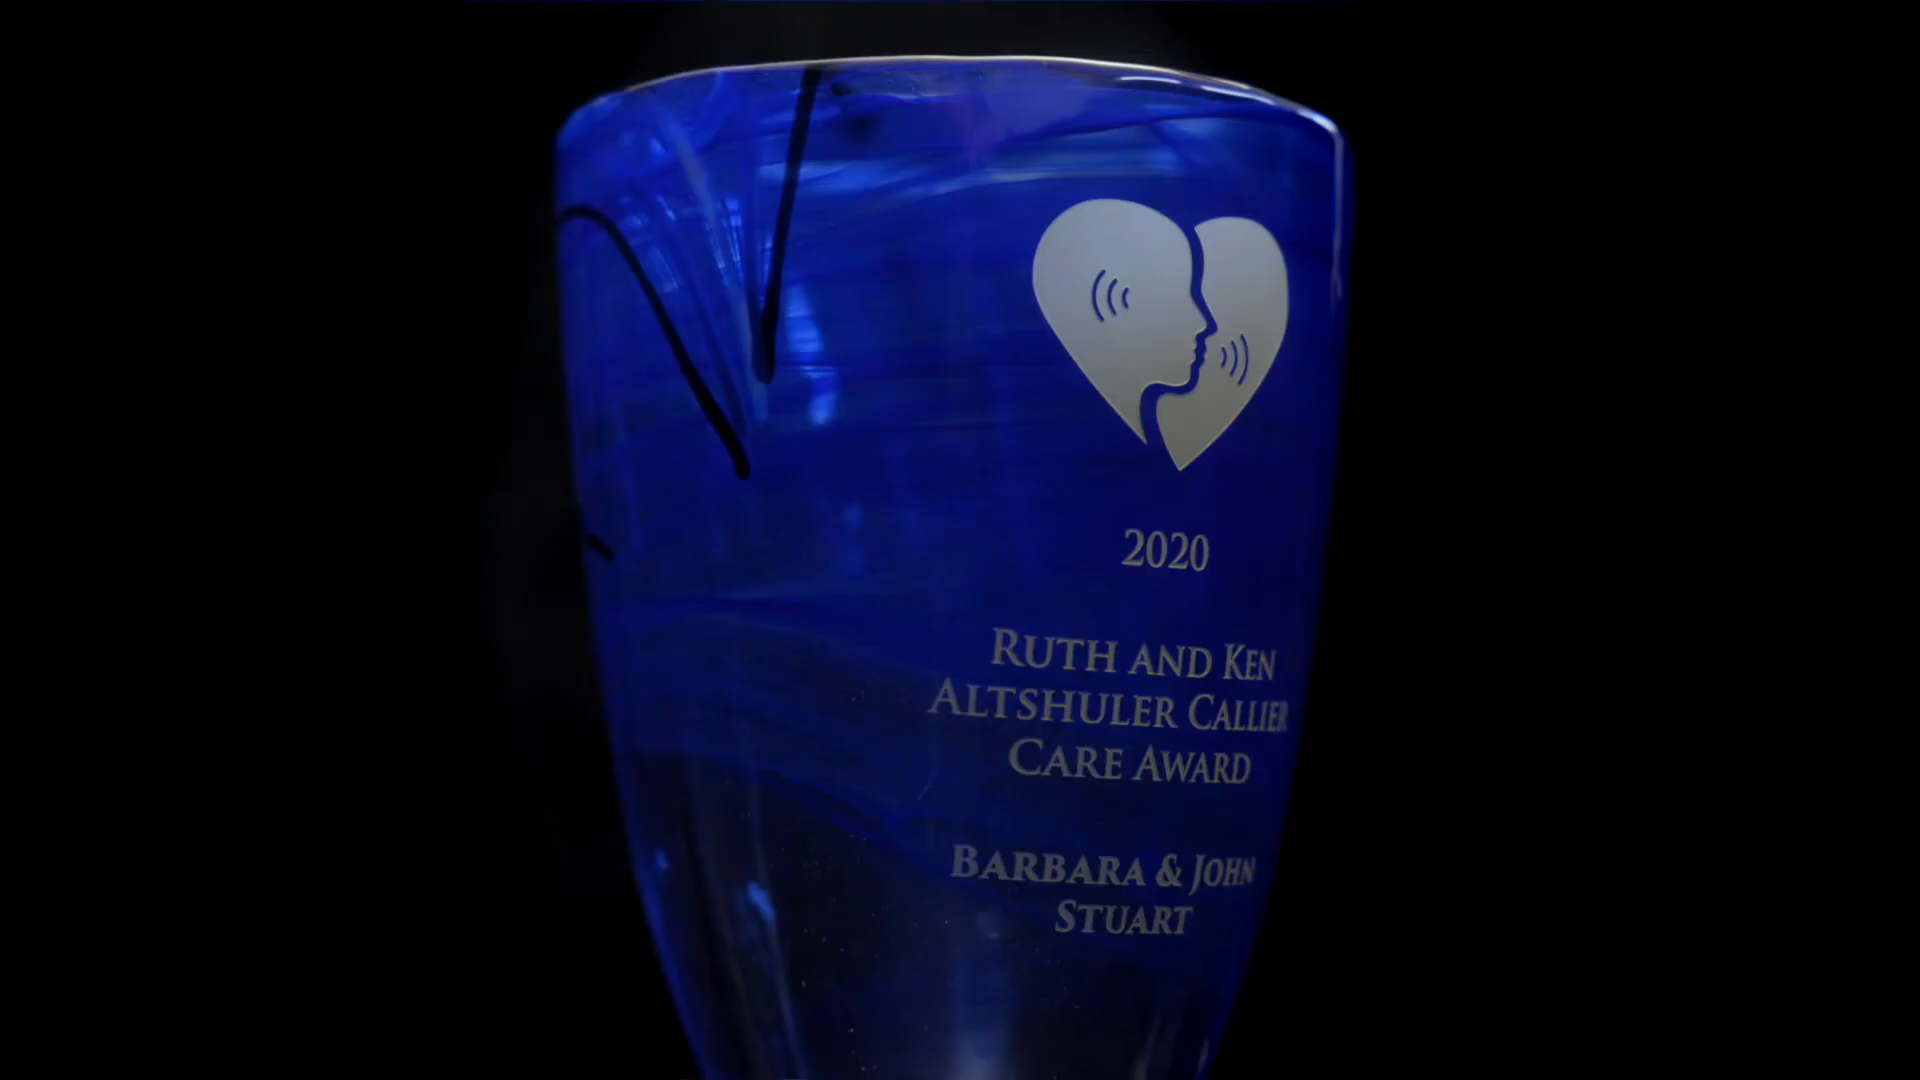 2020
RUTH AND KEN
ALTSHULER CALLIER
CARE AWARD
BARBARA & JOHN
STUART